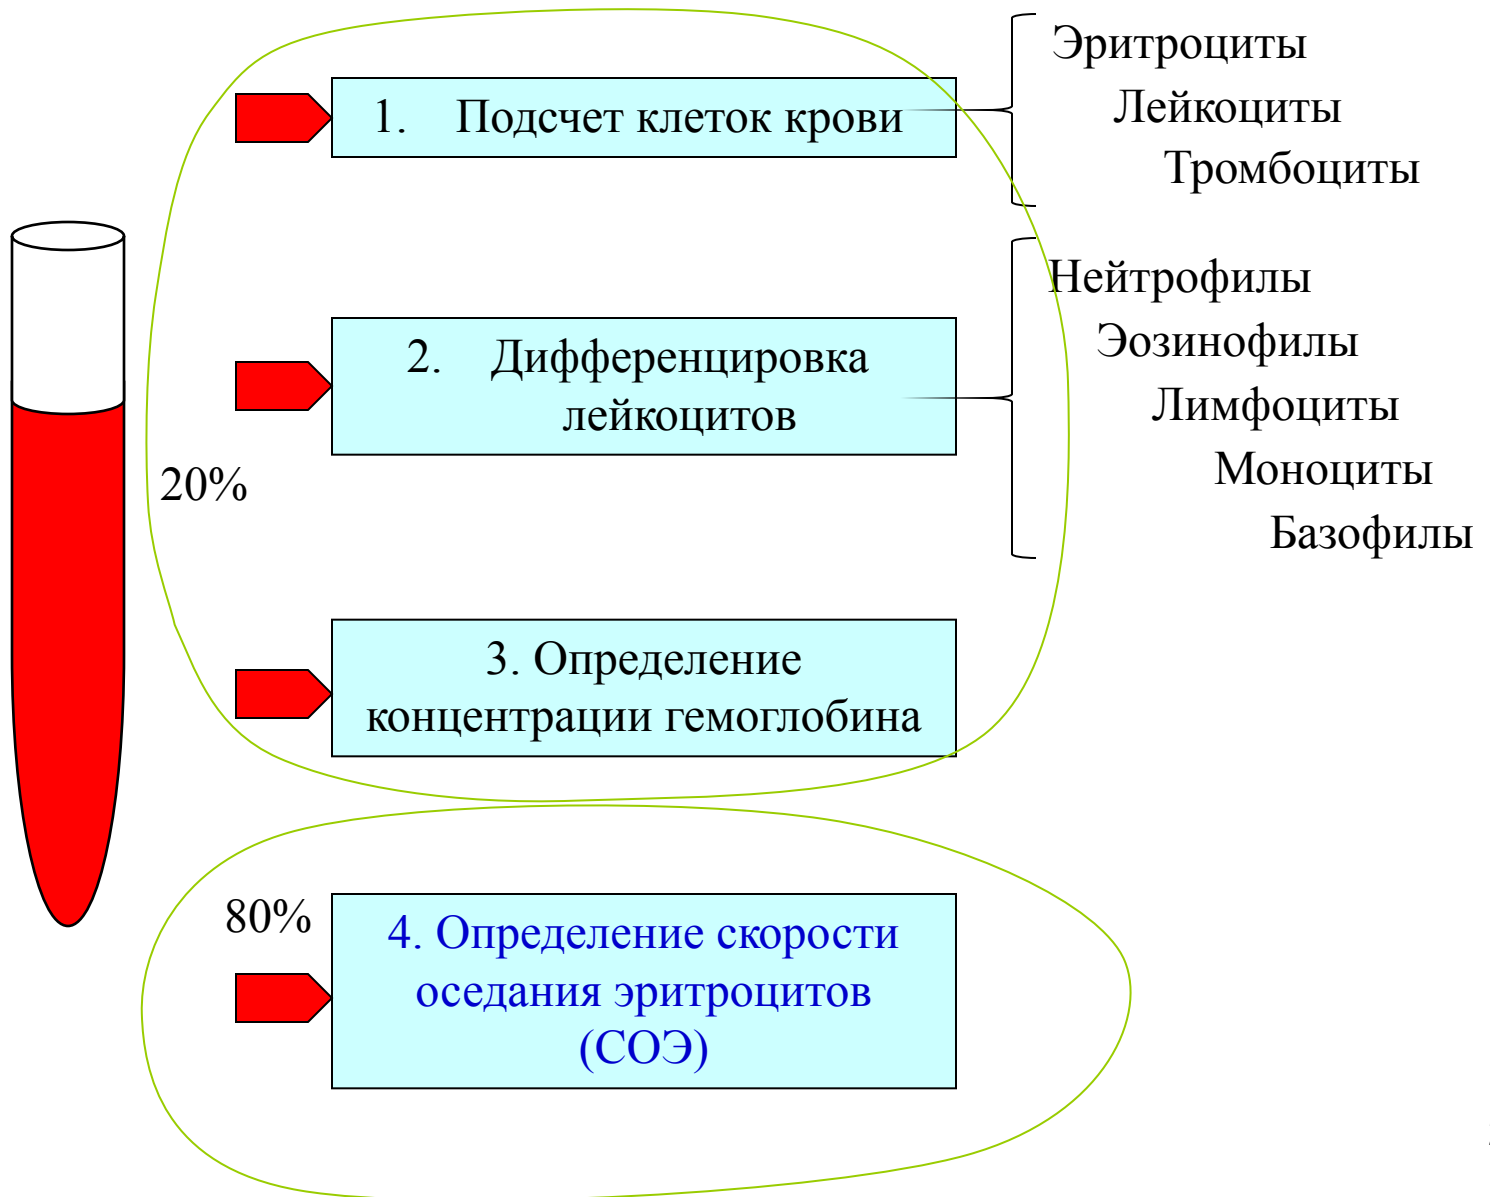 1. Подсчет клеток крови
Эритроциты
Лейкоциты
Тромбоциты
2. Дифференцировка
лейкоцитов
Нейтрофилы
Эозинофилы
Лимфоциты
Моноциты
Базофилы
20%
3. Определение
концентрации гемоглобина
80%
4. Определение скорости
оседания эритроцитов
(СОЭ)